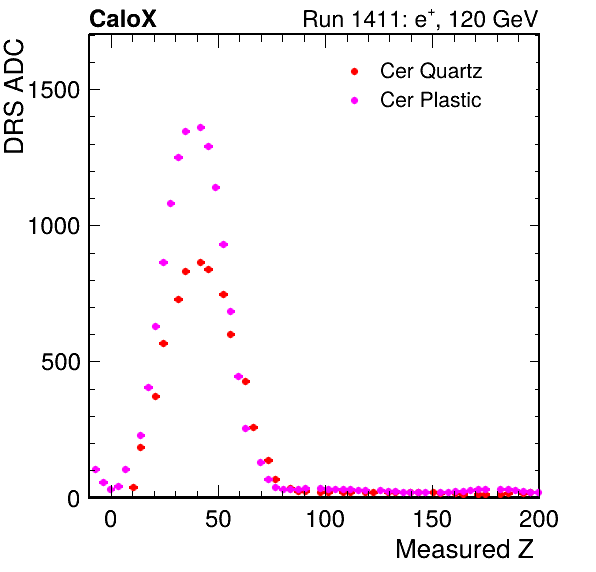 CaloX Run 1411: e+, 120 GeV
DRS ADC
Cer Quartz
Cer Plastic
1500
1000
500
0
0 50 100 150 200
Measured Z